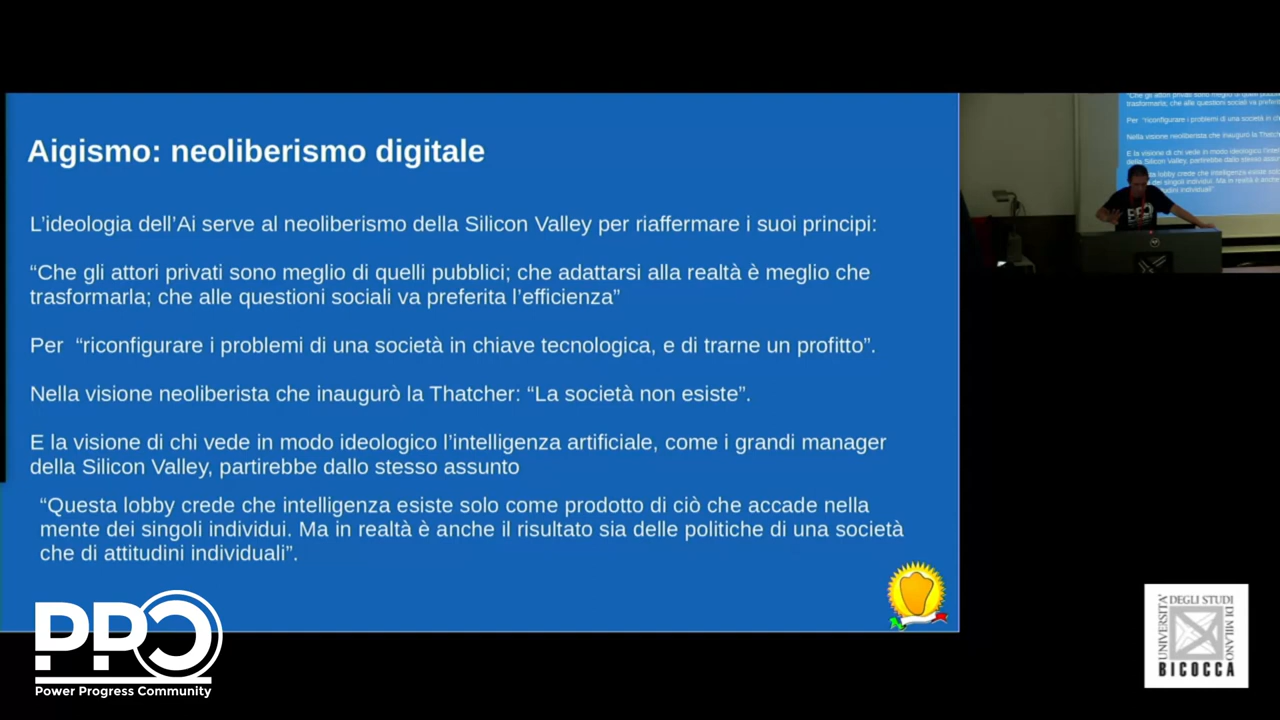 Aigismo: neoliberismo digitale
L’ideologia dell’Ai serve al neoliberismo della Silicon Valley per riaffermare i suoi principi:
“Che gli attori privati sono meglio di quelli pubblici; che adattarsi alla realtà è meglio che
trasformarla; che alle questioni sociali va preferita l’efficienza”
Per  “riconfigurare i problemi di una società in chiave tecnologica, e di trarne un profitto”.
Nella visione neoliberista che inaugurò la Thatcher: “La società non esiste”.
E la visione di chi vede in modo ideologico l’intelligenza artificiale, come i grandi manager
della Silicon Valley, partirebbe dallo stesso assunto
“Questa lobby crede che intelligenza esiste solo come prodotto di ciò che accade nella
mente dei singoli individui. Ma in realtà è anche il risultato sia delle politiche di una società
che di attitudini individuali”.
PPC
Power Progress Community
UNIVERSITÀ
DEGLI STUDI
DI MILANO
BICOCCA